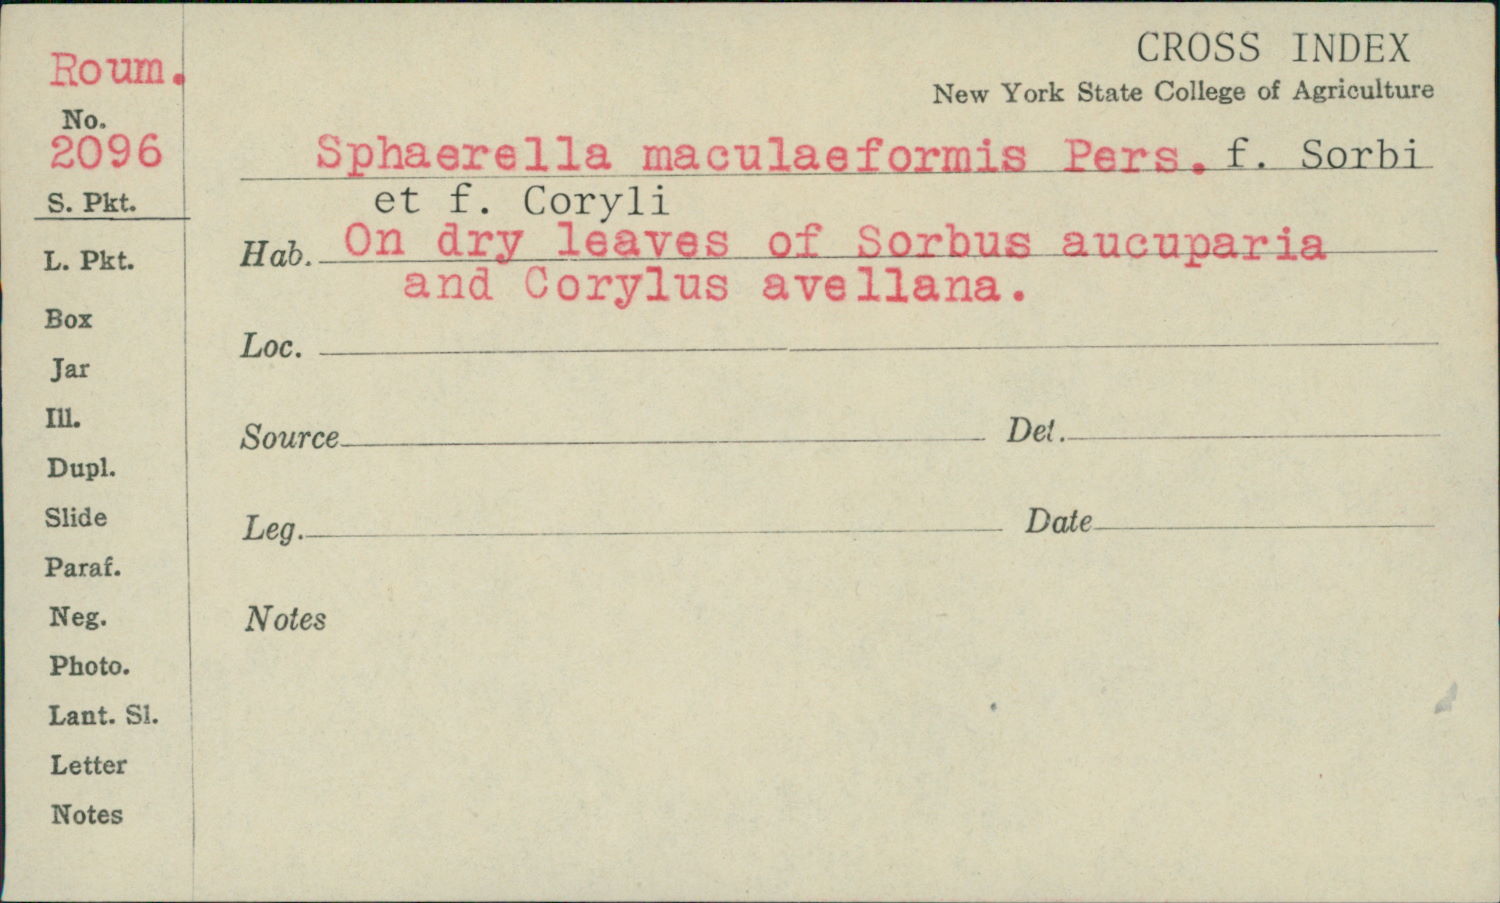 CROSS INDEX
New York State College of Agriculture
Roum.
No.
2096
S. Pkt.
L. Pkt.
Box
Jar
Ill.
Dupl.
Slide
Paraf.
Neg.
Photo.
Lant. Sl.
Letter
Notes
Sphaerella maculaeformis Pers. f. Sorbi
et f. Coryli
Hab. On dry leaves of Sorbus aucuparia
and Corylus avellana.
Loc.
Source Det.
Leg. Date
Notes